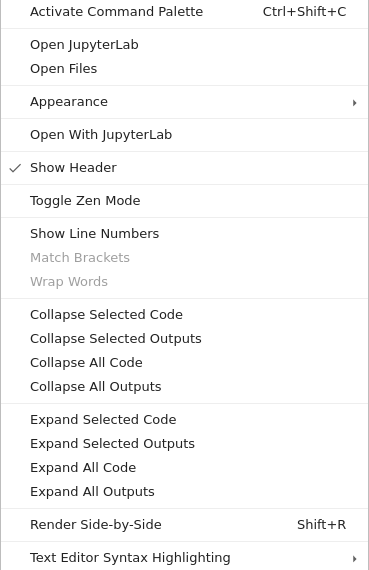 Activate Command Palette Ctrl+Shift+C
Open JupyterLab
Open Files
Appearance
Open With JupyterLab
Show Header
Toggle Zen Mode
Show Line Numbers
Match Brackets
Wrap Words
Collapse Selected Code
Collapse Selected Outputs
Collapse All Code
Collapse All Outputs
Expand Selected Code
Expand Selected Outputs
Expand All Code
Expand All Outputs
Render Side-by-Side Shift+R
Text Editor Syntax Highlighting